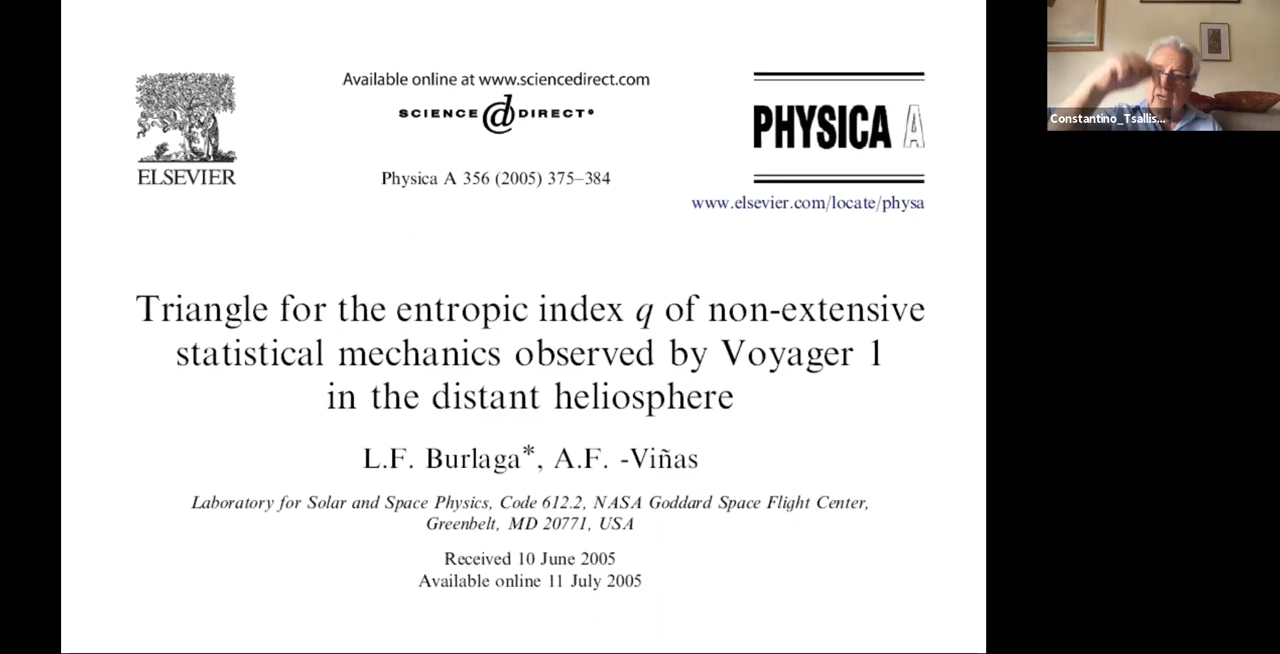 Available online at www.sciencedirect.com
SCIENCE d DIRECT®
ELSEVIER
Physica A 356 (2005) 375–384
PHYSICA A
www.elsevier.com/locate/physa
Triangle for the entropic index q of non-extensive
statistical mechanics observed by Voyager 1
in the distant heliosphere
L.F. Burlaga*, A.F. -Viñas
Laboratory for Solar and Space Physics, Code 612.2, NASA Goddard Space Flight Center,
Greenbelt, MD 20771, USA
Received 10 June 2005
Available online 11 July 2005
Constantino_Tsallis...